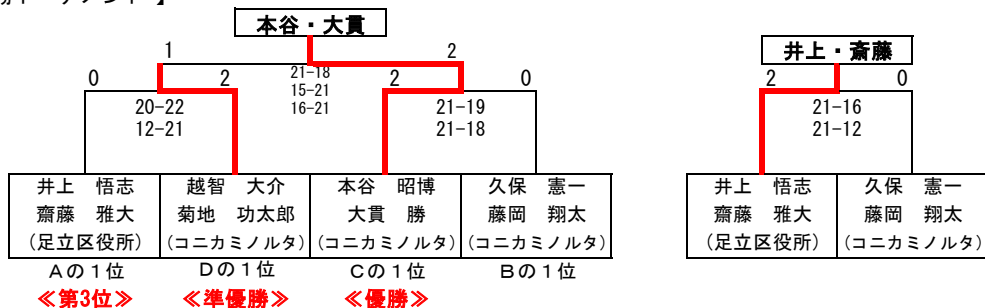 本谷・大貫
井上・斎藤
1 2
0 2 21-18 2 0 2 0
15-21
20-22 16-21 21-19 21-16
12-21 21-18 21-12
井上 悟志 越智 大介 本谷 昭博 久保 憲一 井上 悟志 久保 憲一
齋藤 雅大 菊地 功太郎 大貫 勝 藤岡 翔太 齋藤 雅大 藤岡 翔太
(足立区役所) (コニカミノルタ) (コニカミノルタ) (コニカミノルタ) (足立区役所) (コニカミノルタ)
Aの1位 Dの1位 Cの1位 Bの1位
≪第3位≫ ≪準優勝≫ ≪優勝≫